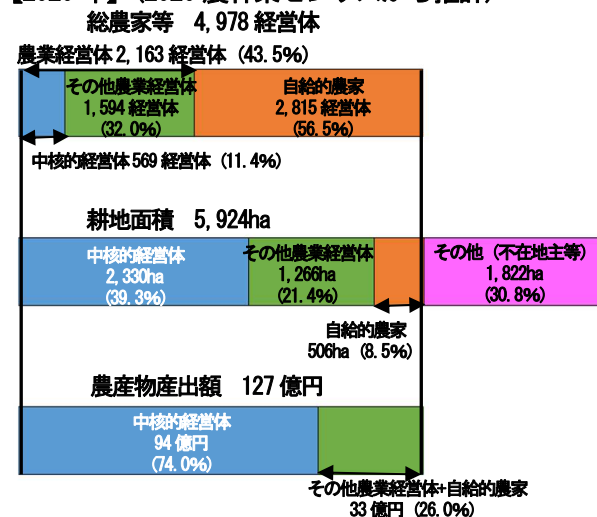 総農家等 4,978 経営体
農業経営体 2,163 経営体 (43.5%)
その他農業経営体
1,594 経営体
(32.0%)
自給的農家
2,815 経営体
(56.5%)
中核的経営体 569 経営体 (11.4%)
耕地面積 5,924ha
中核的経営体
2,330ha
(39.3%)
その他農業経営体
1,266ha
(21.4%)
その他（不在地主等）
1,822ha
(30.8%)
自給的農家
506ha (8.5%)
農産物産出額 127 億円
中核的経営体
94 億円
(74.0%)
その他農業経営体+自給的農家
33 億円 (26.0%)